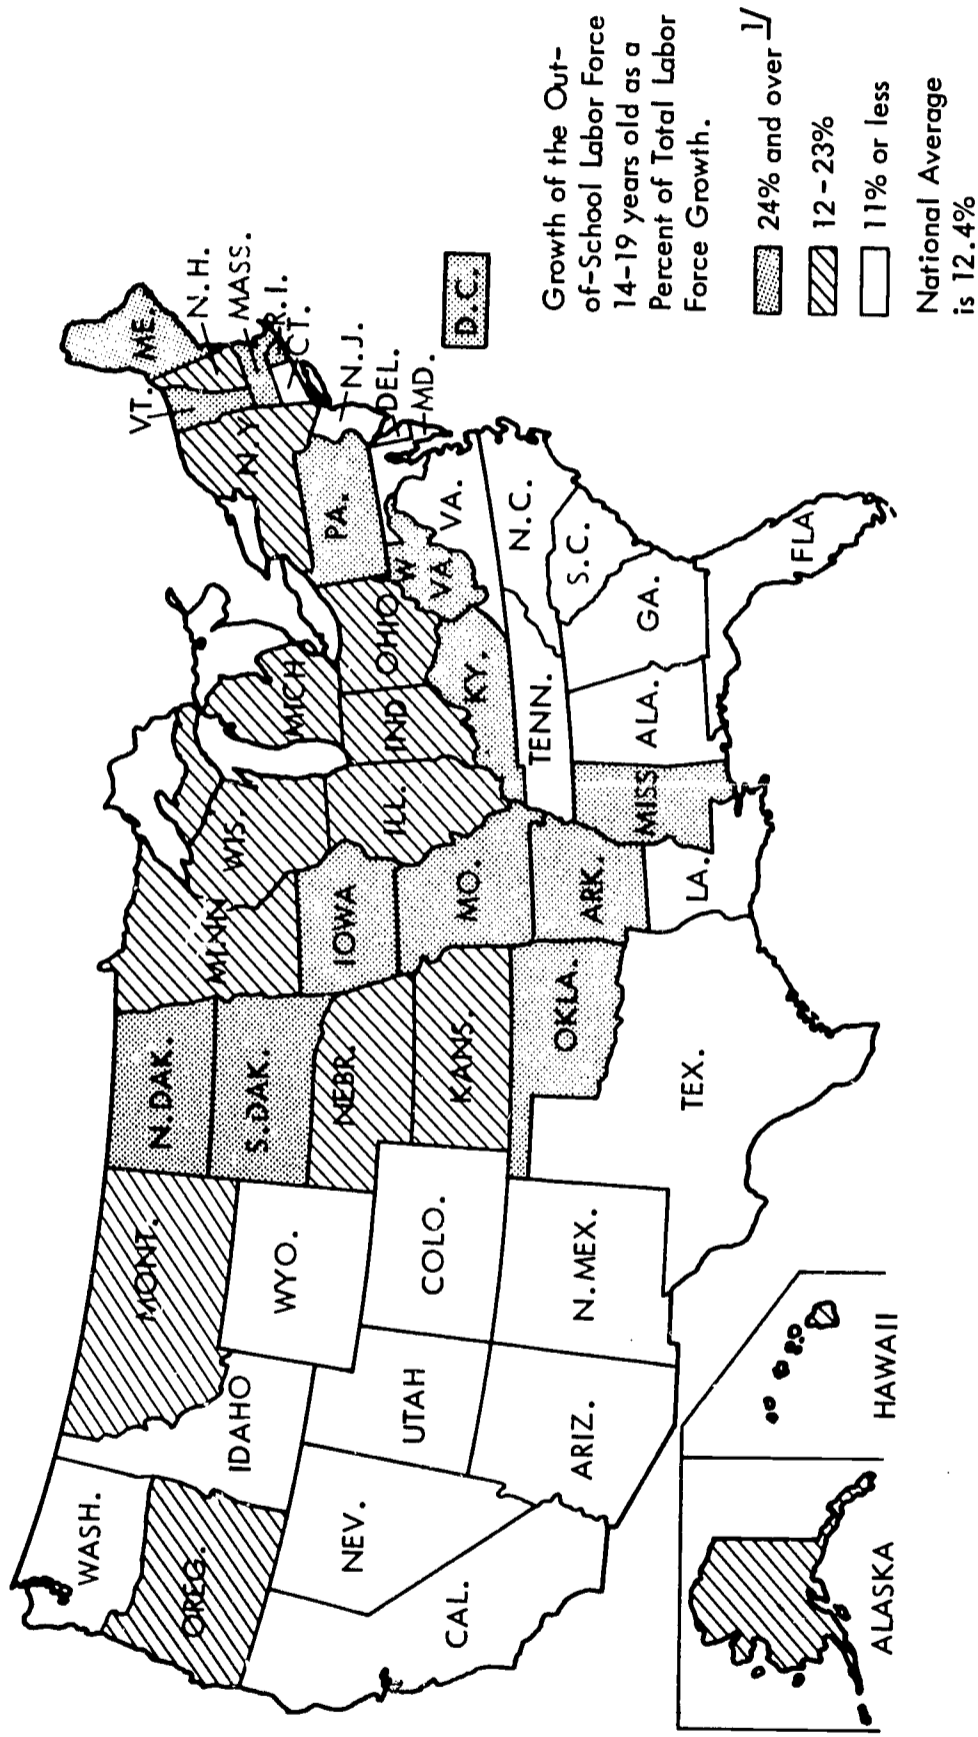 WASH.
OREG.
CAL.
NEV.
IDAHO
MONT.
WYO.
UTAH
ARIZ.
COLO.
N.MEX.
N.DAK.
S.DAK.
NEBR.
KANS.
OKLA.
TEX.
MINN
IOWA
MO.
ARK.
LA.
WIS.
ILL.
MICH
IND
OHIO
KY.
TENN.
MISS
ALA.
GA.
FLA
S.C.
N.C.
VA.
W
VA.
PA.
N.Y
VT.
ME.
N.H.
MASS.
R.I.
CT.
N.J.
DEL.
MD.
D.C.
ALASKA
HAWAII
Growth of the Out-
of-School Labor Force
14-19 years old as a
Percent of Total Labor
Force Growth.
24% and over 1/
12-23%
11% or less
National Average
is 12.4%